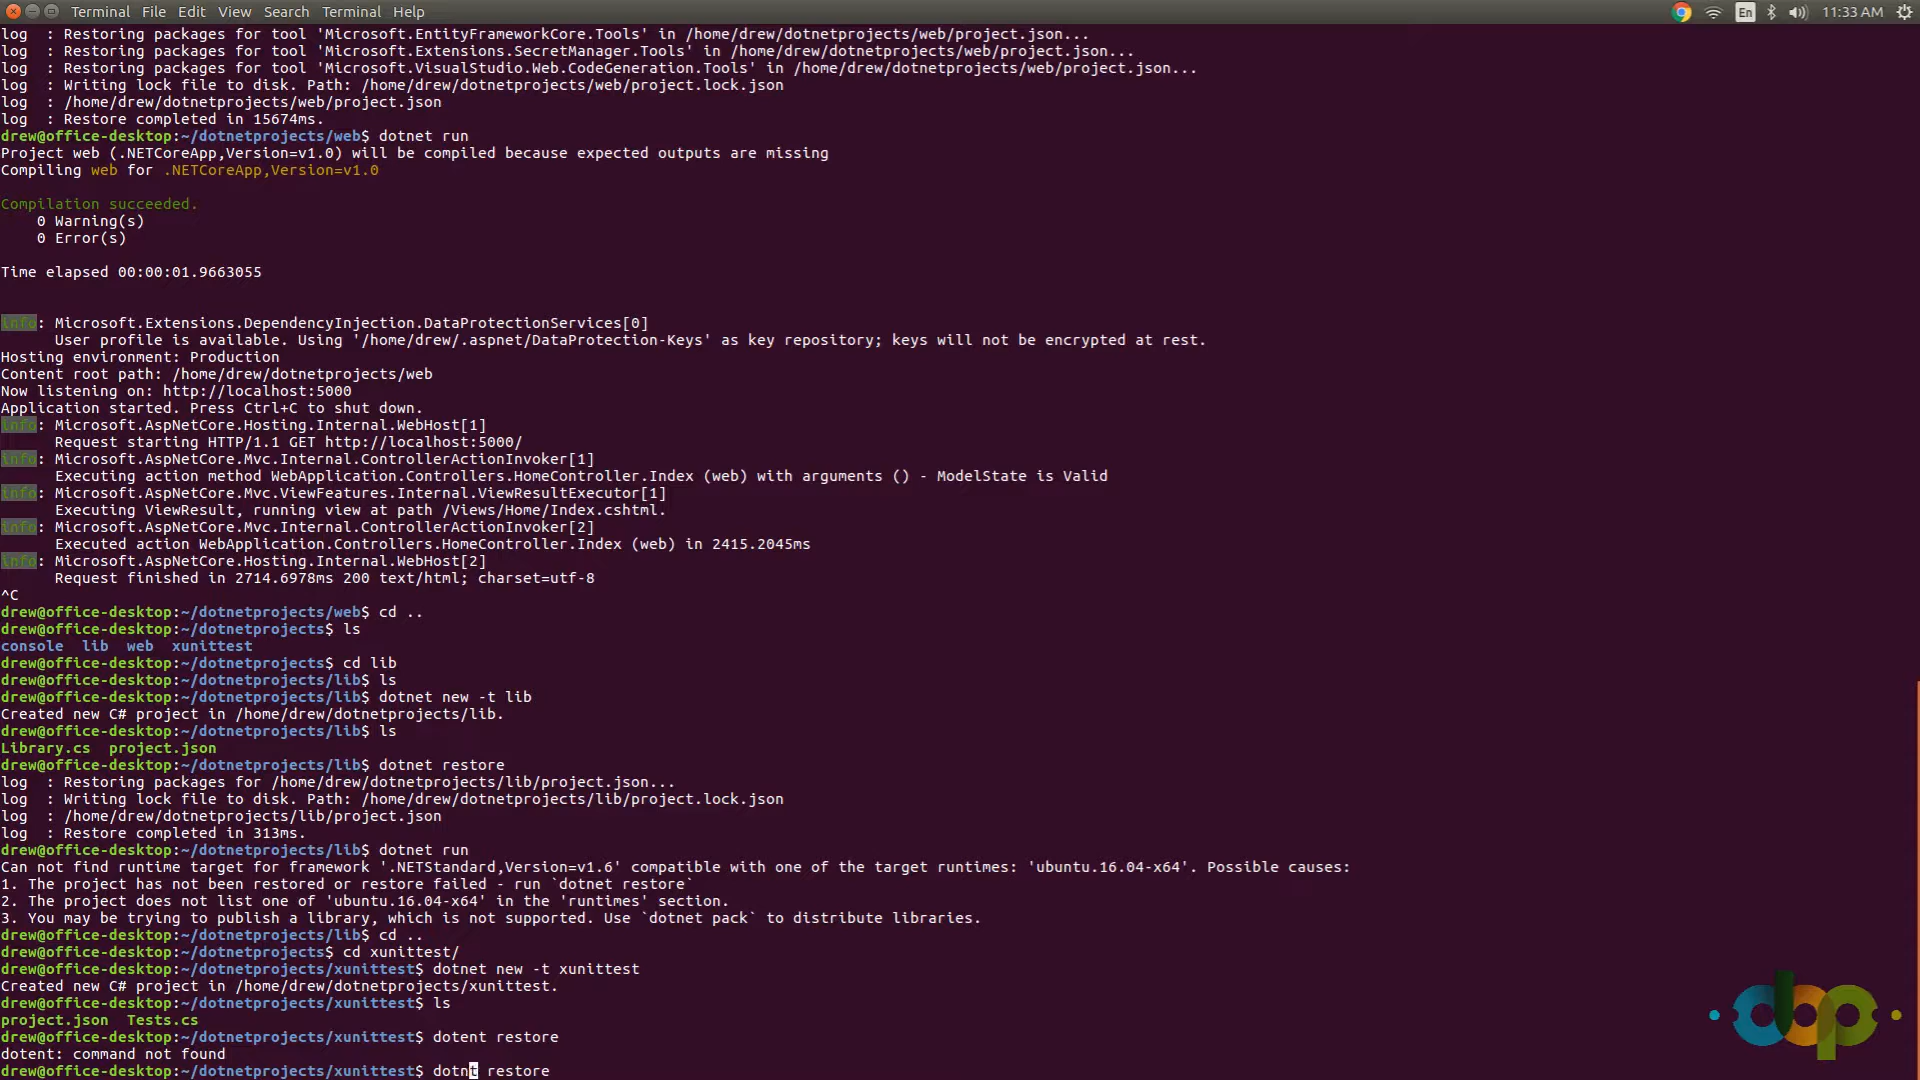 Terminal File Edit View Search Terminal Help En 11:33 AM
log  : Restoring packages for tool 'Microsoft.EntityFrameworkCore.Tools' in /home/drew/dotnetprojects/web/project.json...
log  : Restoring packages for tool 'Microsoft.Extensions.SecretManager.Tools' in /home/drew/dotnetprojects/web/project.json...
log  : Restoring packages for tool 'Microsoft.VisualStudio.Web.CodeGeneration.Tools' in /home/drew/dotnetprojects/web/project.json...
log  : Writing lock file to disk. Path: /home/drew/dotnetprojects/web/project.lock.json
log  : /home/drew/dotnetprojects/web/project.json
log  : Restore completed in 15674ms.
drew@office-desktop:~/dotnetprojects/web$ dotnet run
Project web (.NETCoreApp,Version=v1.0) will be compiled because expected outputs are missing
Compiling web for .NETCoreApp,Version=v1.0
Compilation succeeded.
    0 Warning(s)
    0 Error(s)
Time elapsed 00:00:01.9663055
info: Microsoft.Extensions.DependencyInjection.DataProtectionServices[0]
      User profile is available. Using '/home/drew/.aspnet/DataProtection-Keys' as key repository; keys will not be encrypted at rest.
Hosting environment: Production
Content root path: /home/drew/dotnetprojects/web
Now listening on: http://localhost:5000
Application started. Press Ctrl+C to shut down.
info: Microsoft.AspNetCore.Hosting.Internal.WebHost[1]
      Request starting HTTP/1.1 GET http://localhost:5000/
info: Microsoft.AspNetCore.Mvc.Internal.ControllerActionInvoker[1]
      Executing action method WebApplication.Controllers.HomeController.Index (web) with arguments () - ModelState is Valid
info: Microsoft.AspNetCore.Mvc.ViewFeatures.Internal.ViewResultExecutor[1]
      Executing ViewResult, running view at path /Views/Home/Index.cshtml.
info: Microsoft.AspNetCore.Mvc.Internal.ControllerActionInvoker[2]
      Executed action WebApplication.Controllers.HomeController.Index (web) in 2415.2045ms
info: Microsoft.AspNetCore.Hosting.Internal.WebHost[2]
      Request finished in 2714.6978ms 200 text/html; charset=utf-8
^C
drew@office-desktop:~/dotnetprojects/web$ cd ..
drew@office-desktop:~/dotnetprojects$ ls
console  lib  web  xunittest
drew@office-desktop:~/dotnetprojects$ cd lib
drew@office-desktop:~/dotnetprojects/lib$ ls
drew@office-desktop:~/dotnetprojects/lib$ dotnet new -t lib
Created new C# project in /home/drew/dotnetprojects/lib.
drew@office-desktop:~/dotnetprojects/lib$ ls
Library.cs  project.json
drew@office-desktop:~/dotnetprojects/lib$ dotnet restore
log  : Restoring packages for /home/drew/dotnetprojects/lib/project.json...
log  : Writing lock file to disk. Path: /home/drew/dotnetprojects/lib/project.lock.json
log  : /home/drew/dotnetprojects/lib/project.json
log  : Restore completed in 313ms.
drew@office-desktop:~/dotnetprojects/lib$ dotnet run
Can not find runtime target for framework '.NETStandard,Version=v1.6' compatible with one of the target runtimes: 'ubuntu.16.04-x64'. Possible causes:
1. The project has not been restored or restore failed - run `dotnet restore`
2. The project does not list one of 'ubuntu.16.04-x64' in the 'runtimes' section.
3. You may be trying to publish a library, which is not supported. Use `dotnet pack` to distribute libraries.
drew@office-desktop:~/dotnetprojects/lib$ cd ..
drew@office-desktop:~/dotnetprojects$ cd xunittest/
drew@office-desktop:~/dotnetprojects/xunittest$ dotnet new -t xunittest
Created new C# project in /home/drew/dotnetprojects/xunittest.
drew@office-desktop:~/dotnetprojects/xunittest$ ls
project.json  Tests.cs
drew@office-desktop:~/dotnetprojects/xunittest$ dotent restore
dotent: command not found
drew@office-desktop:~/dotnetprojects/xunittest$ dotnt restore